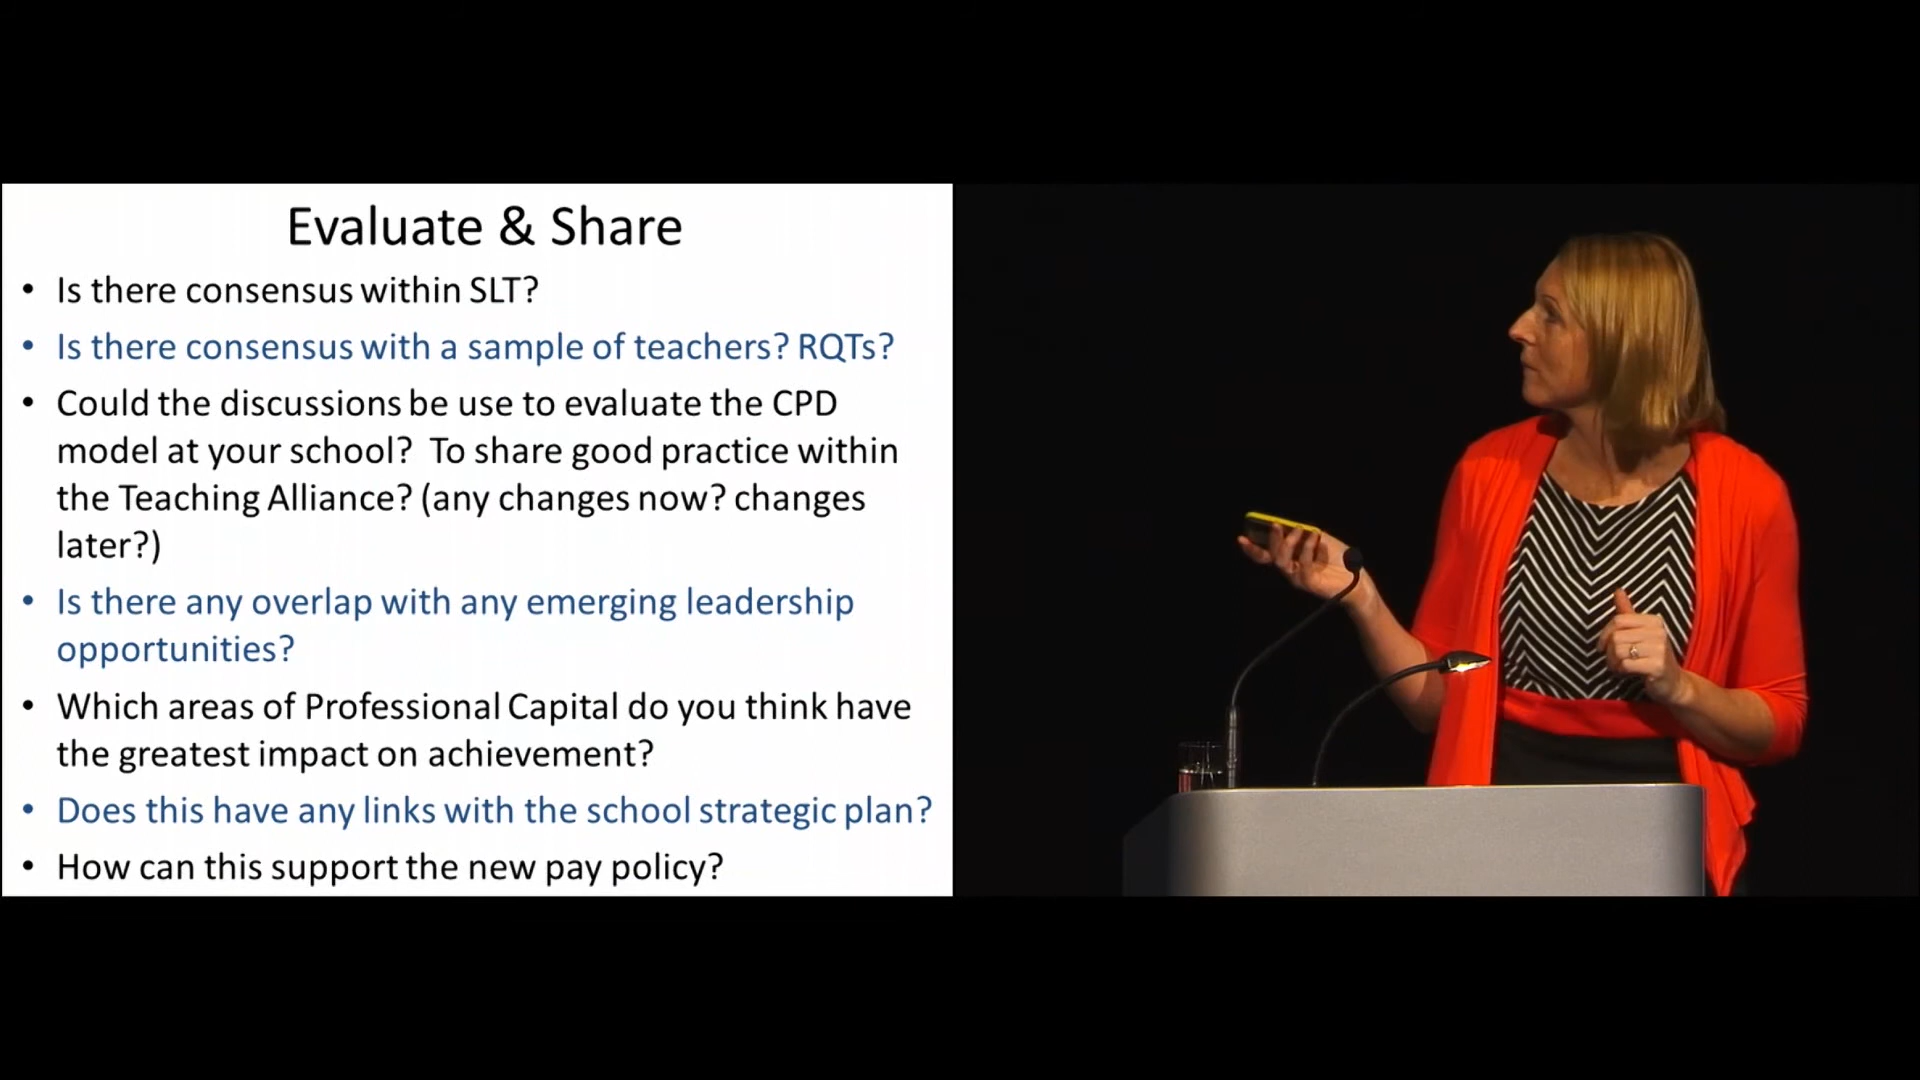 Evaluate & Share
• Is there consensus within SLT?
• Is there consensus with a sample of teachers? RQTs?
• Could the discussions be use to evaluate the CPD
model at your school? To share good practice within
the Teaching Alliance? (any changes now? changes
later?)
• Is there any overlap with any emerging leadership
opportunities?
• Which areas of Professional Capital do you think have
the greatest impact on achievement?
• Does this have any links with the school strategic plan?
• How can this support the new pay policy?